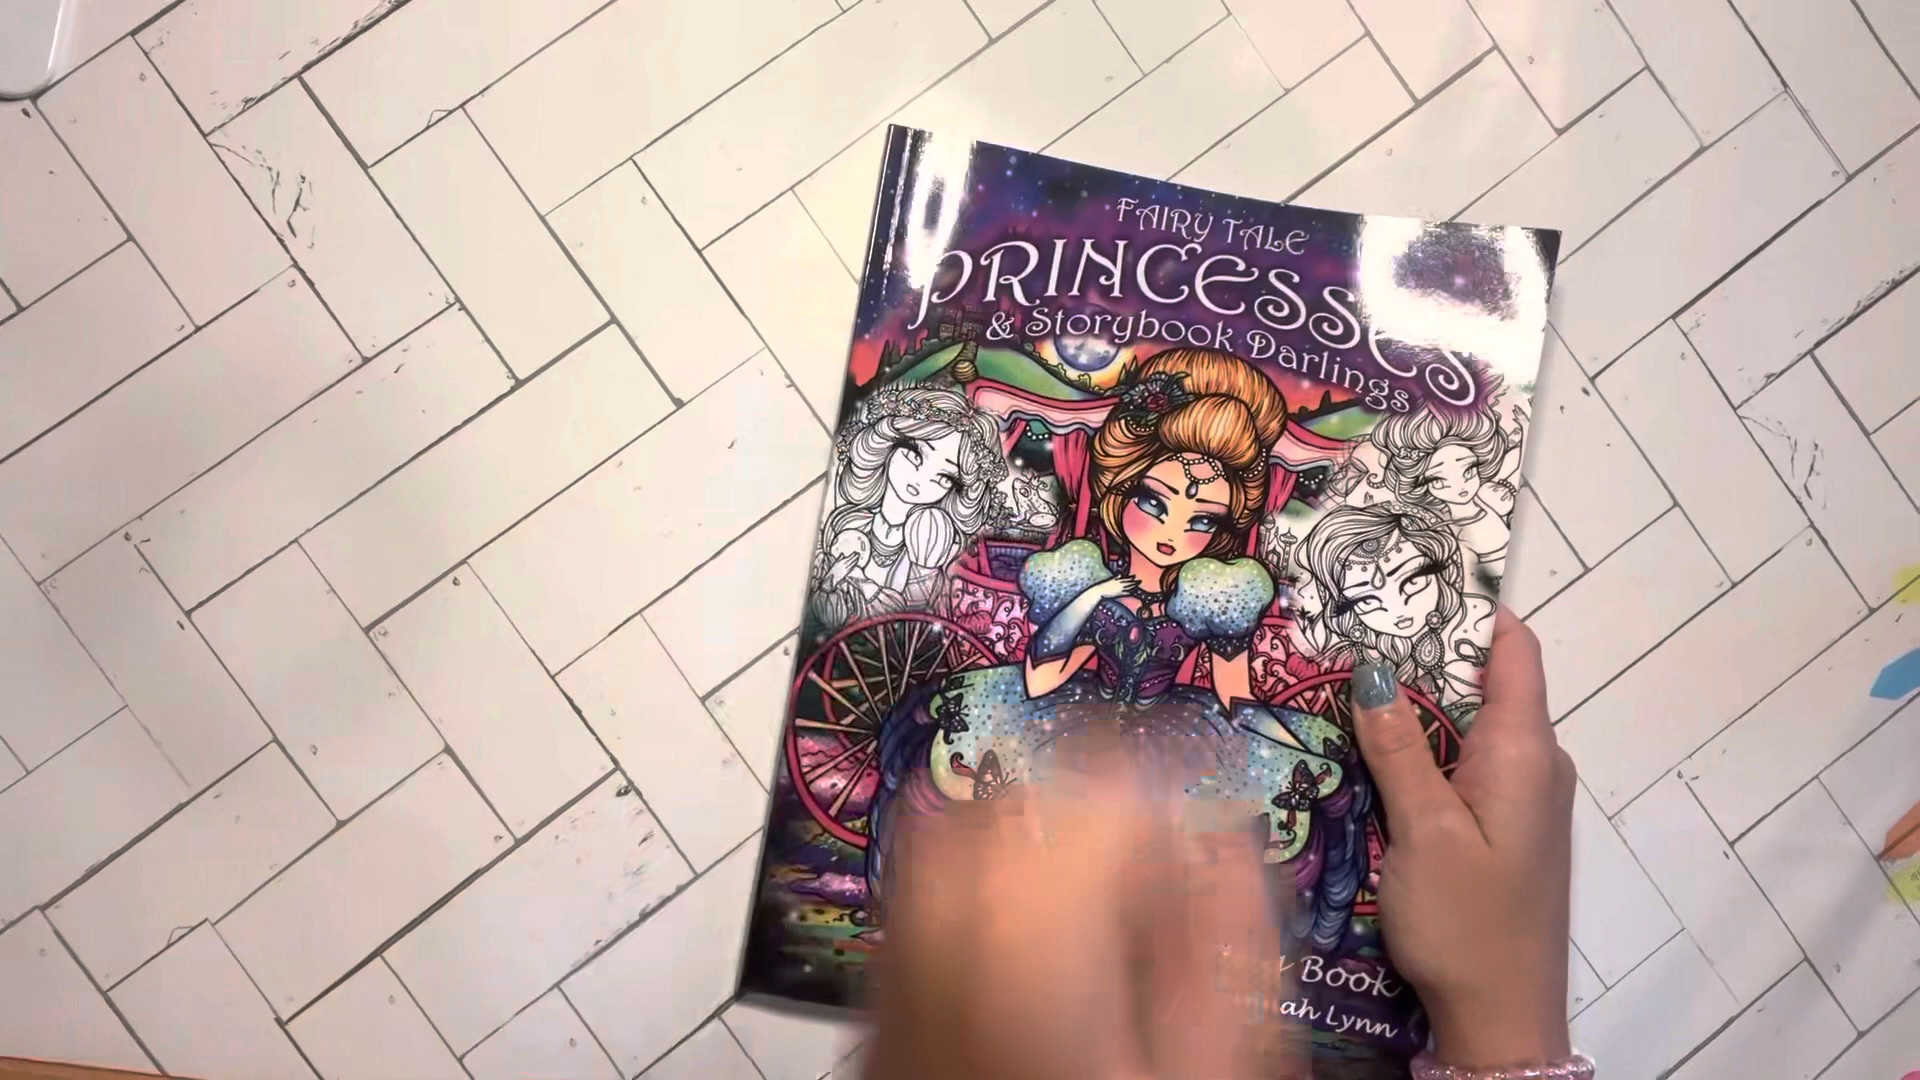 FAIRY TALE
PRINCESSES
& Storybook Darlings
Book
ah Lynn